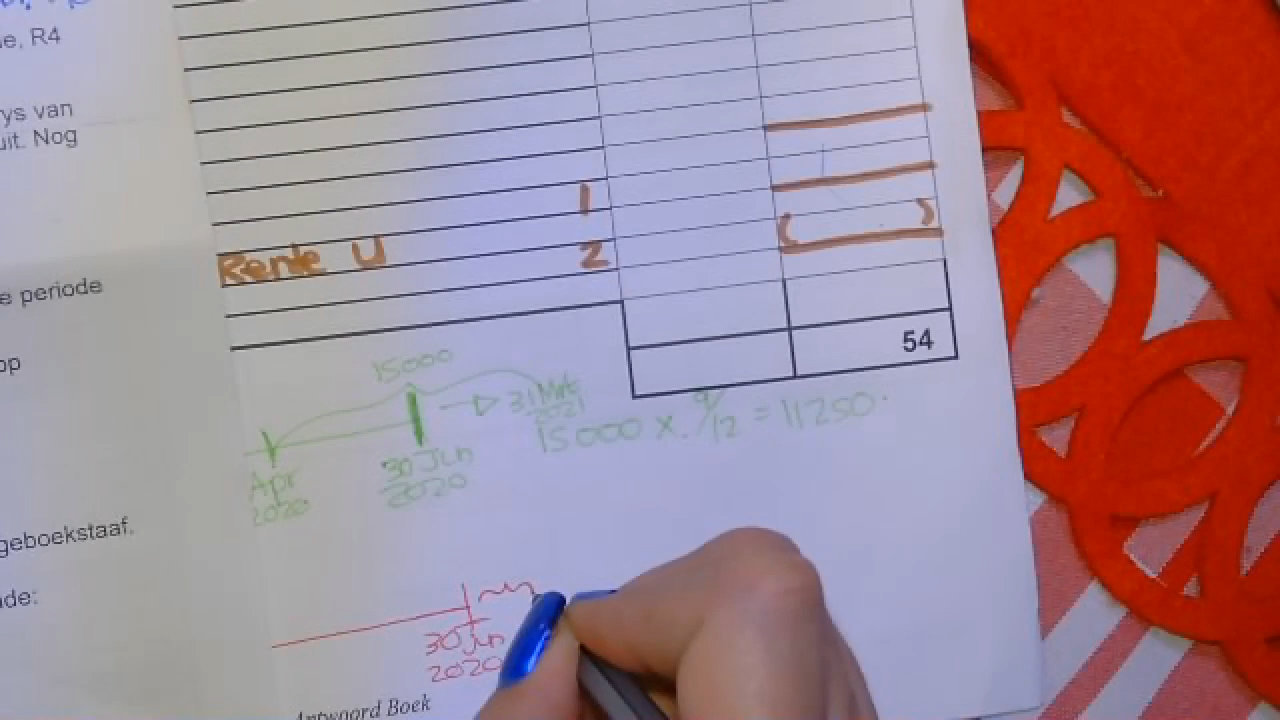 e, R4
ys van
uit. Nog
1
Rente U 2
e periode
op
54
15000
31 Mrt
2021
15000 x 9/12 = 11250.
Apr
2020
30 Jun
2020
geboekstaaf.
de:
30 Jun
2020
Antwoord Boek